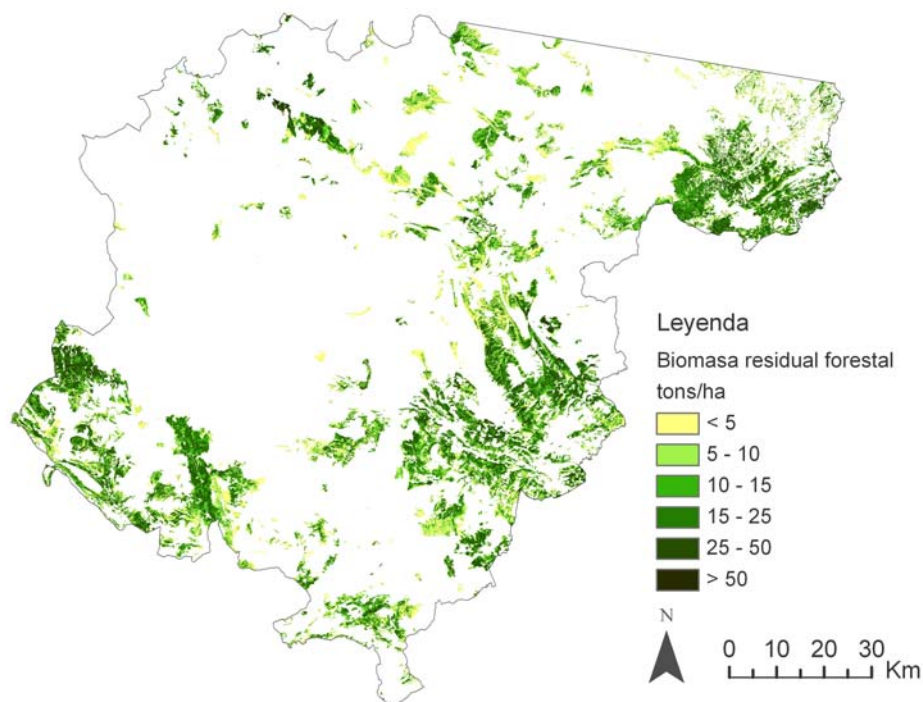 Leyenda
Biomasa residual forestal
tons/ha
< 5
5 - 10
10 - 15
15 - 25
25 - 50
> 50
N
0 10 20 30
Km